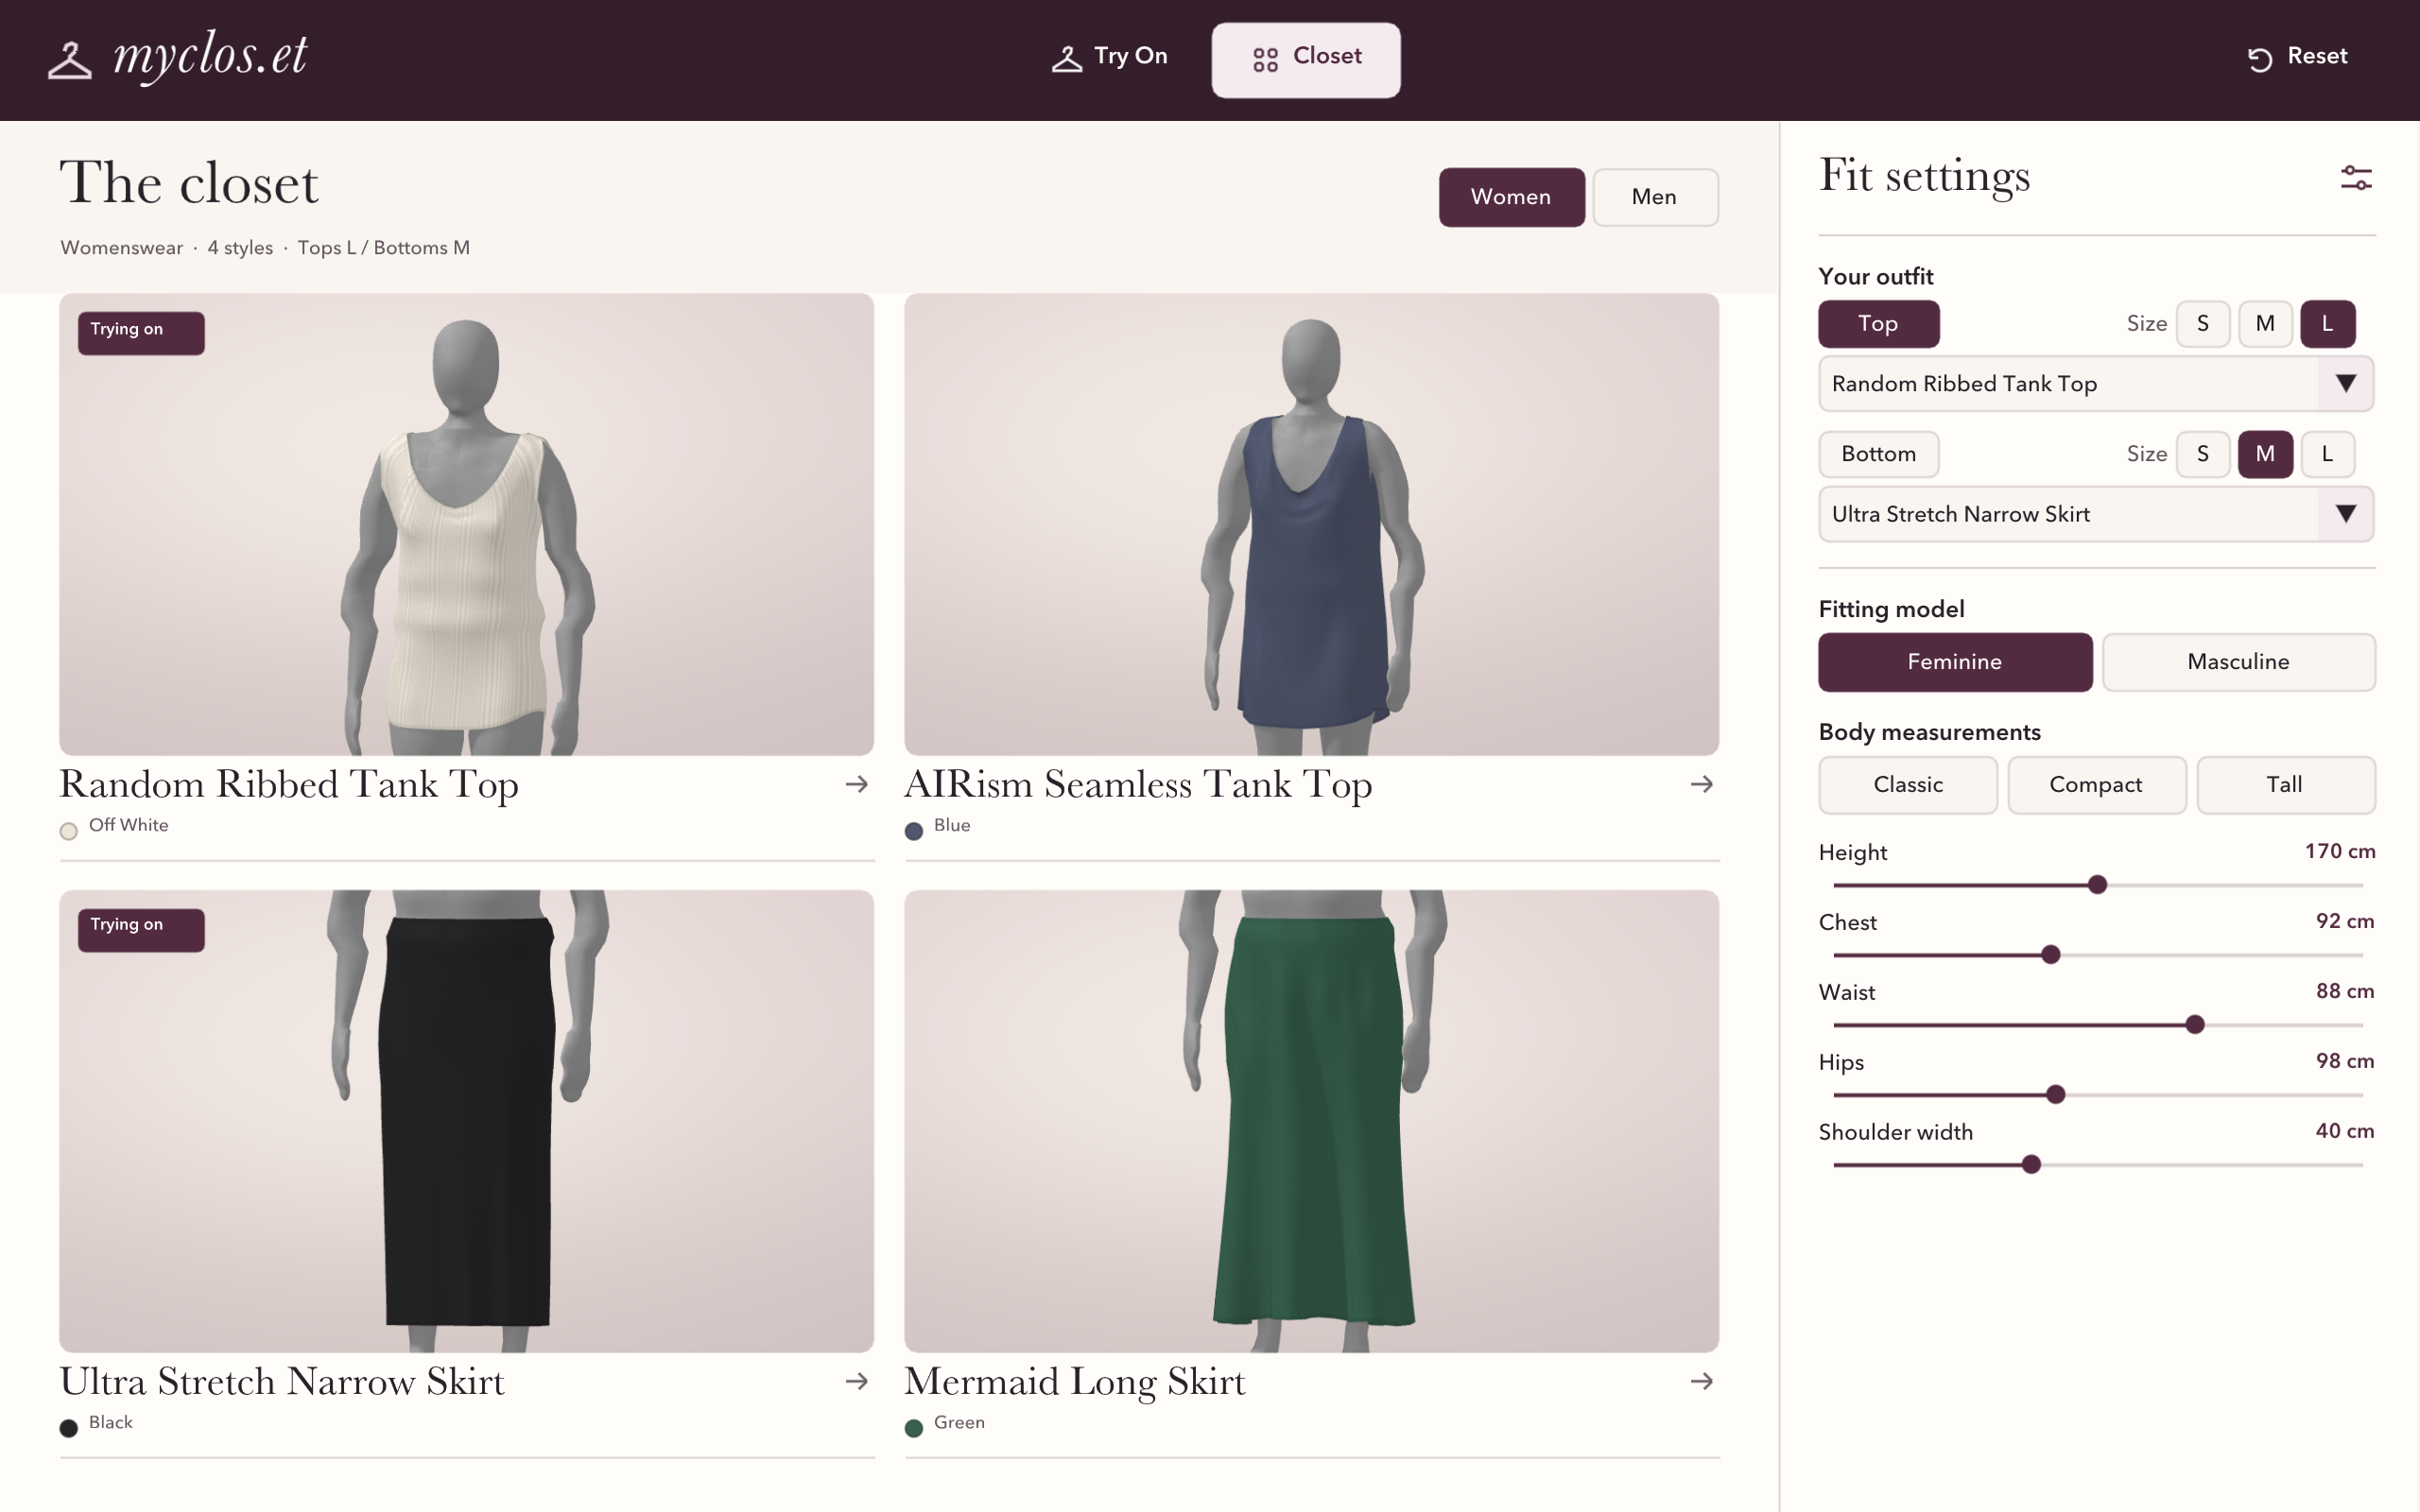 myclos.et
Try On
Closet
Reset
The closet
Womenswear · 4 styles · Tops L / Bottoms M
Women
Men
Trying on
Random Ribbed Tank Top
Off White
AIRism Seamless Tank Top
Blue
Trying on
Ultra Stretch Narrow Skirt
Black
Mermaid Long Skirt
Green
Fit settings
Your outfit
Top
Size S M L
Random Ribbed Tank Top
Bottom
Size S M L
Ultra Stretch Narrow Skirt
Fitting model
Feminine
Masculine
Body measurements
Classic
Compact
Tall
Height 170 cm
Chest 92 cm
Waist 88 cm
Hips 98 cm
Shoulder width 40 cm